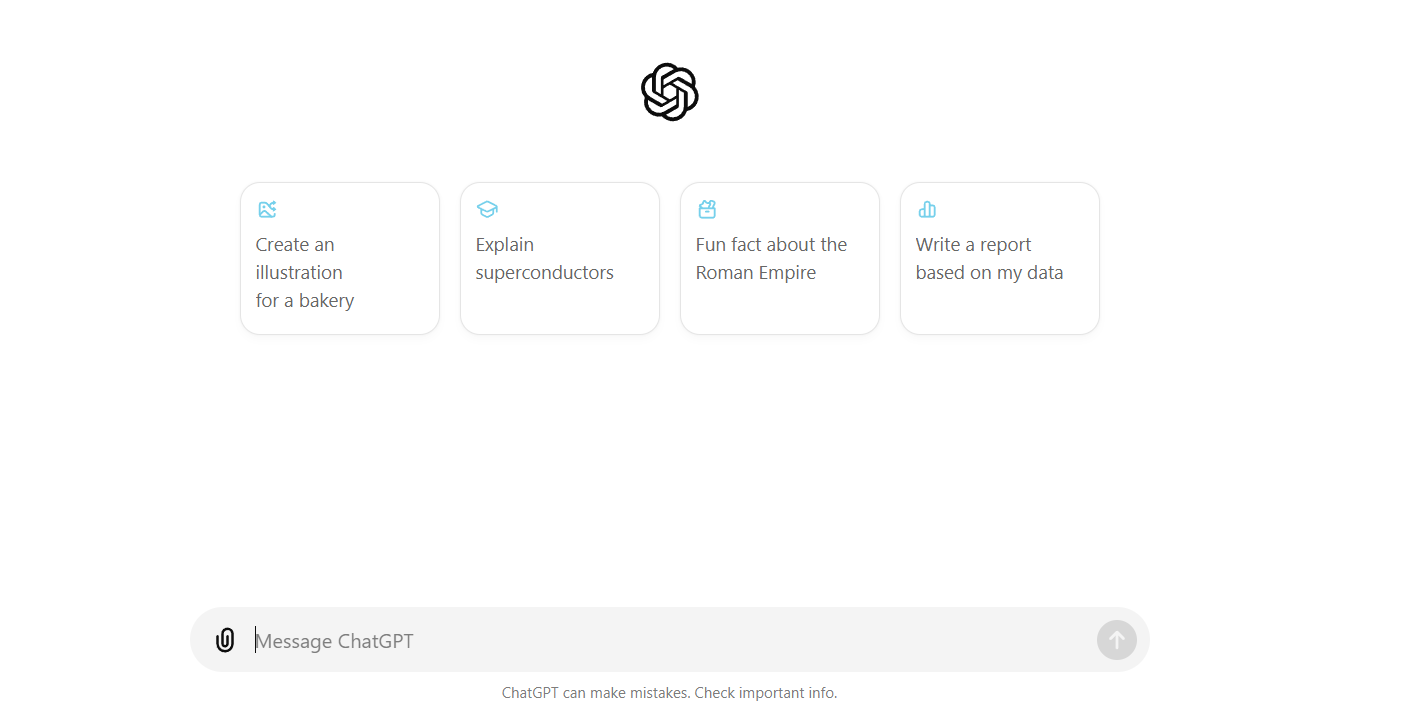 Create an
illustration
for a bakery
Explain
superconductors
Fun fact about the
Roman Empire
Write a report
based on my data
Message ChatGPT
ChatGPT can make mistakes. Check important info.